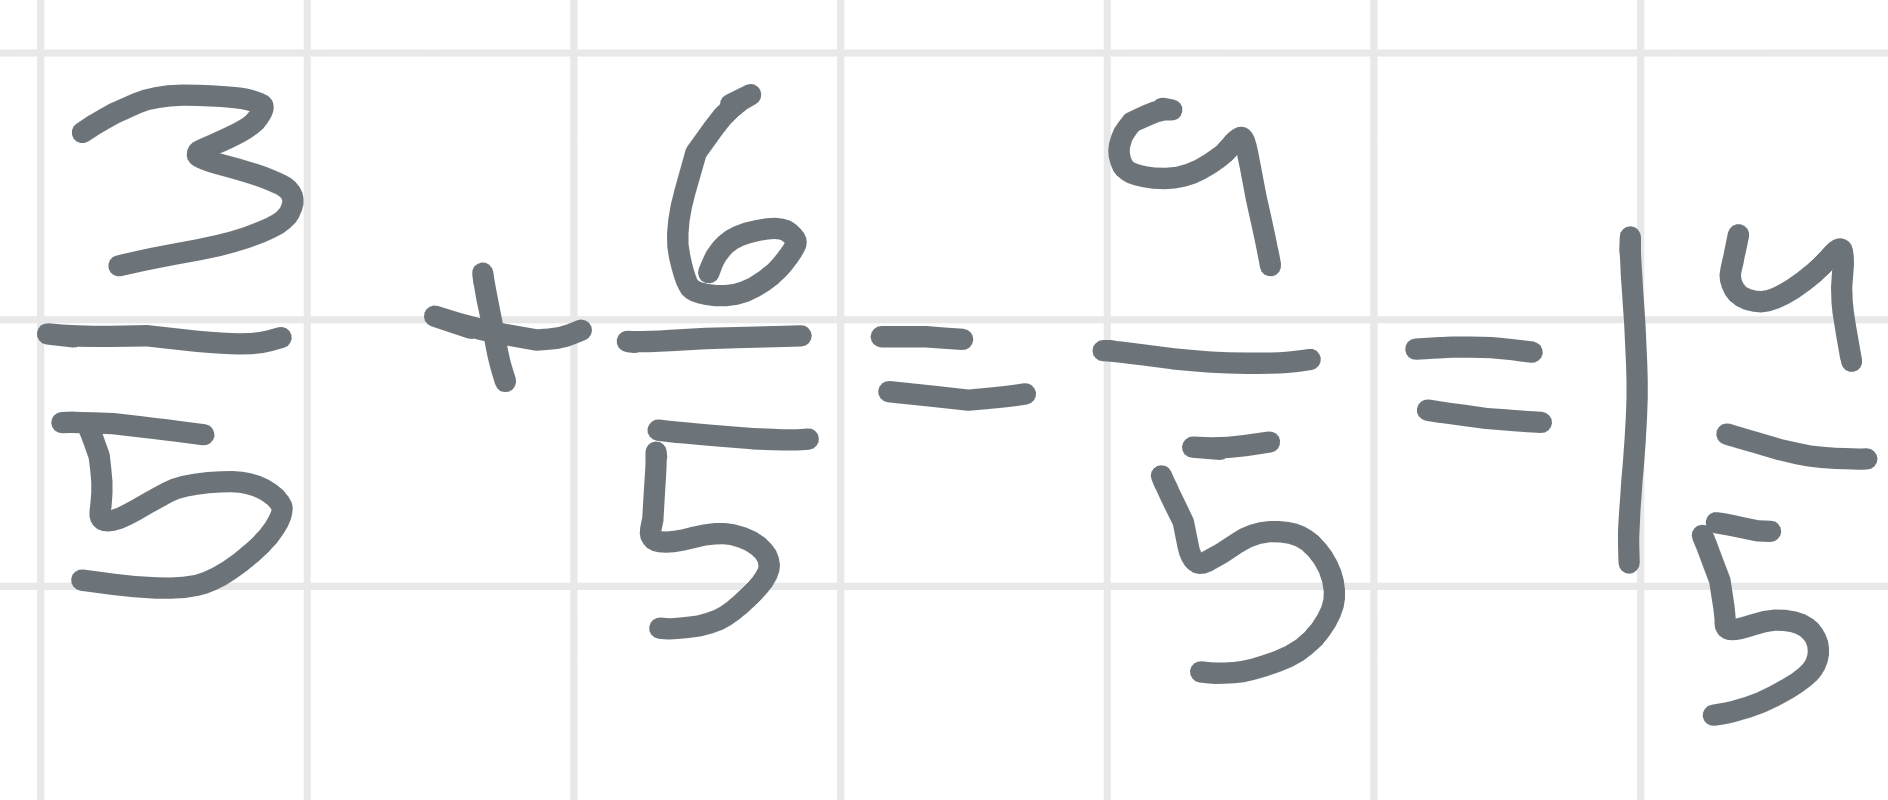 3/5 + 6/5 = 9/5 = 1 4/5